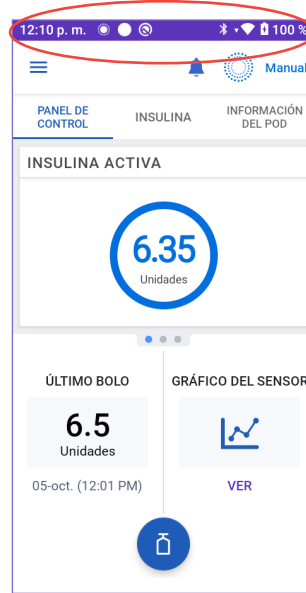 12:10 p. m. 100 %
Manual
PANEL DE CONTROL INSULINA INFORMACIÓN DEL POD
INSULINA ACTIVA
6.35
Unidades
ÚLTIMO BOLO GRÁFICO DEL SENSOR
6.5
Unidades
05-oct. (12:01 PM) VER